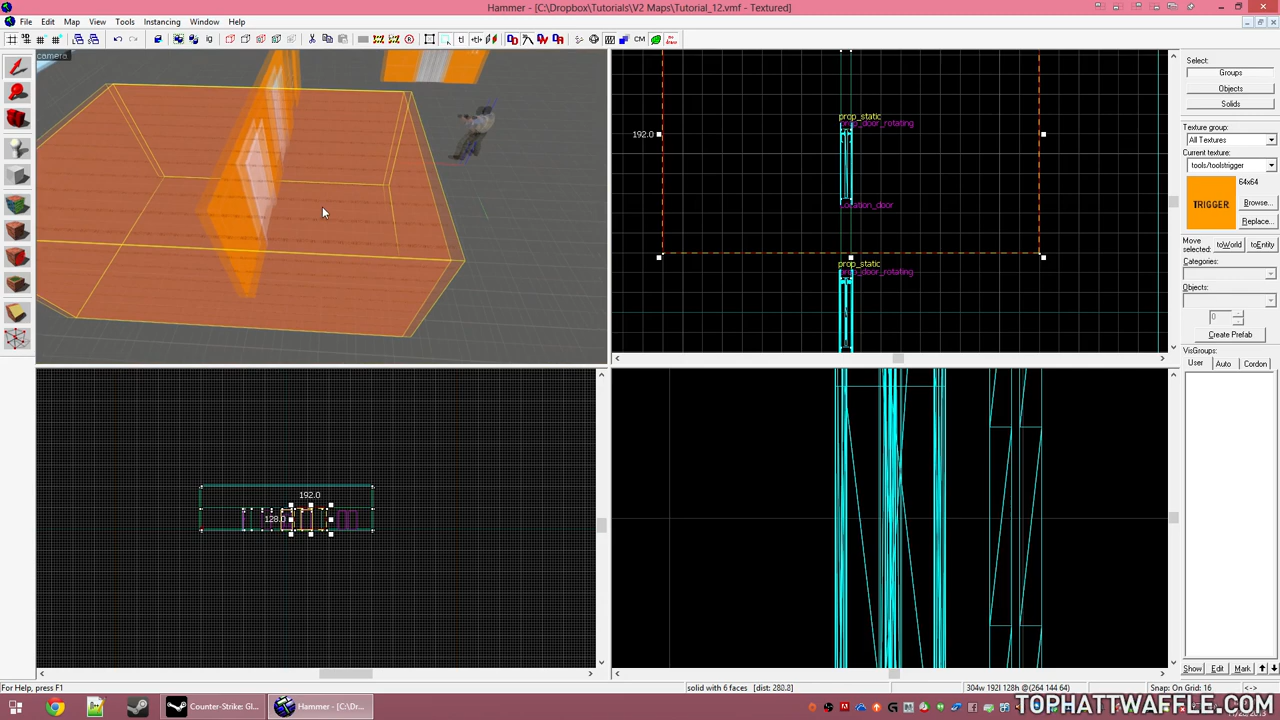 Hammer - [C:\Dropbox\Tutorials\V2 Maps\Tutorial_12.vmf - Textured]
File Edit Map View Tools Instancing Window Help
CM
camera
192.0
prop_static
prop_door_rotating
Location_door
prop_static
prop_door_rotating
192.0
128.0
Select:
Groups
Objects
Solids
Texture group:
All Textures
Current texture:
tools/toolstrigger
64x64
TRIGGER
Browse...
Replace...
Move selected:
toWorld
toEntity
Categories:
Objects:
0
Create Prefab
VisGroups:
User Auto Cordon
Show Edit Mark
For Help, press F1
solid with 6 faces [dist: 280.8]
304w 192l 128h @(264 144 64)
Snap: On Grid: 16
<->
Counter-Strike: Gl...
Hammer - [C:\Dr...
TOPHATTWAFFLE.COM